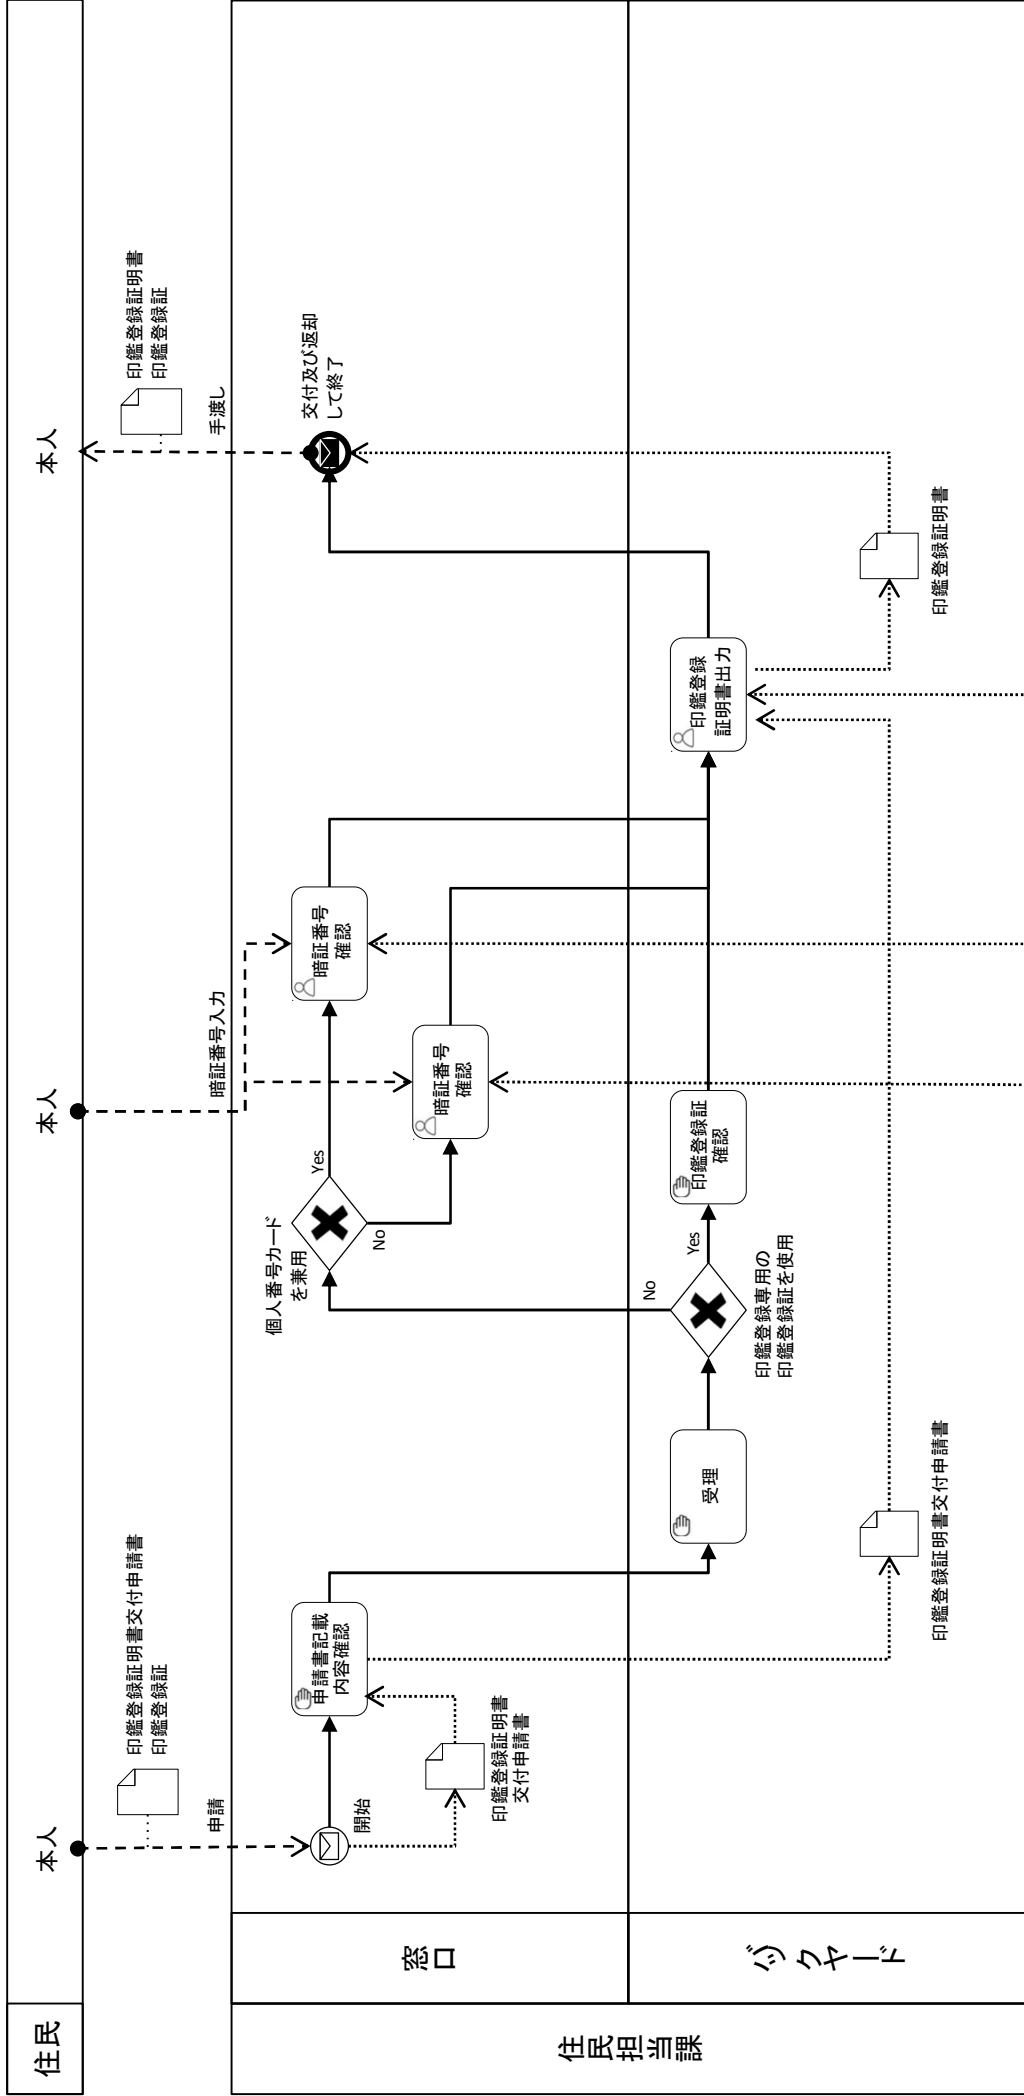 住民
本人
本人
本人
印鑑登録証明書交付申請書
印鑑登録証
申請
暗証番号入力
印鑑登録証明書
印鑑登録証
手渡し
住民担当課
窓口
開始
印鑑登録証明書
交付申請書
申請書記載
内容確認
個人番号カード
を兼用
Yes
No
暗証番号
確認
暗証番号
確認
交付及び返却
して終了
バックヤード
受理
印鑑登録専用の
印鑑登録証を使用
No
Yes
印鑑登録証
確認
印鑑登録
証明書出力
印鑑登録証明書交付申請書
印鑑登録証明書